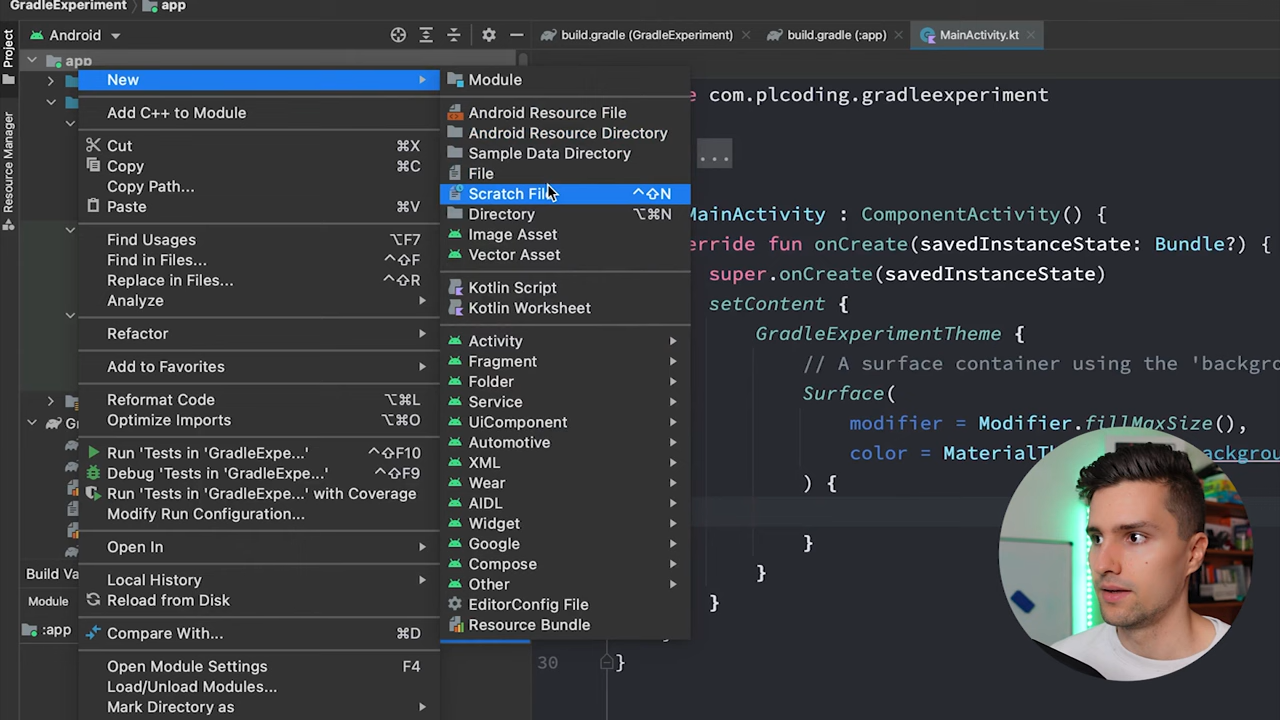 GradleExperiment
app
Android
build.gradle (GradleExperiment)
build.gradle (:app)
MainActivity.kt
Project
Resource Manager
app
New
Add C++ to Module
Cut ⌘X
Copy ⌘C
Copy Path...
Paste ⌘V
Find Usages ⌥F7
Find in Files... ^⇧F
Replace in Files... ^⇧R
Analyze
Refactor
Add to Favorites
Reformat Code ⌥⌘L
Optimize Imports ⌥⌘O
Run 'Tests in 'GradleExpe...' ^⇧F10
Debug 'Tests in 'GradleExpe...' ^⇧F9
Run 'Tests in 'GradleExpe...' with Coverage
Modify Run Configuration...
Open In
Local History
Reload from Disk
Compare With... ⌘D
Open Module Settings F4
Load/Unload Modules...
Mark Directory as
Module
Android Resource File
Android Resource Directory
Sample Data Directory
File
Scratch File ^⇧N
Directory ⌥⌘N
Image Asset
Vector Asset
Kotlin Script
Kotlin Worksheet
Activity
Fragment
Folder
Service
UiComponent
Automotive
XML
Wear
AIDL
Widget
Google
Compose
Other
EditorConfig File
Resource Bundle
Build Va
Module
:app
e com.plcoding.gradleexperiment
...
MainActivity : ComponentActivity() {
erride fun onCreate(savedInstanceState: Bundle?) {
super.onCreate(savedInstanceState)
setContent {
GradleExperimentTheme {
// A surface container using the 'backgr
Surface(
modifier = Modifier.fillMaxSize(),
color = MaterialTh backgrou
) {
}
}
}
30 }